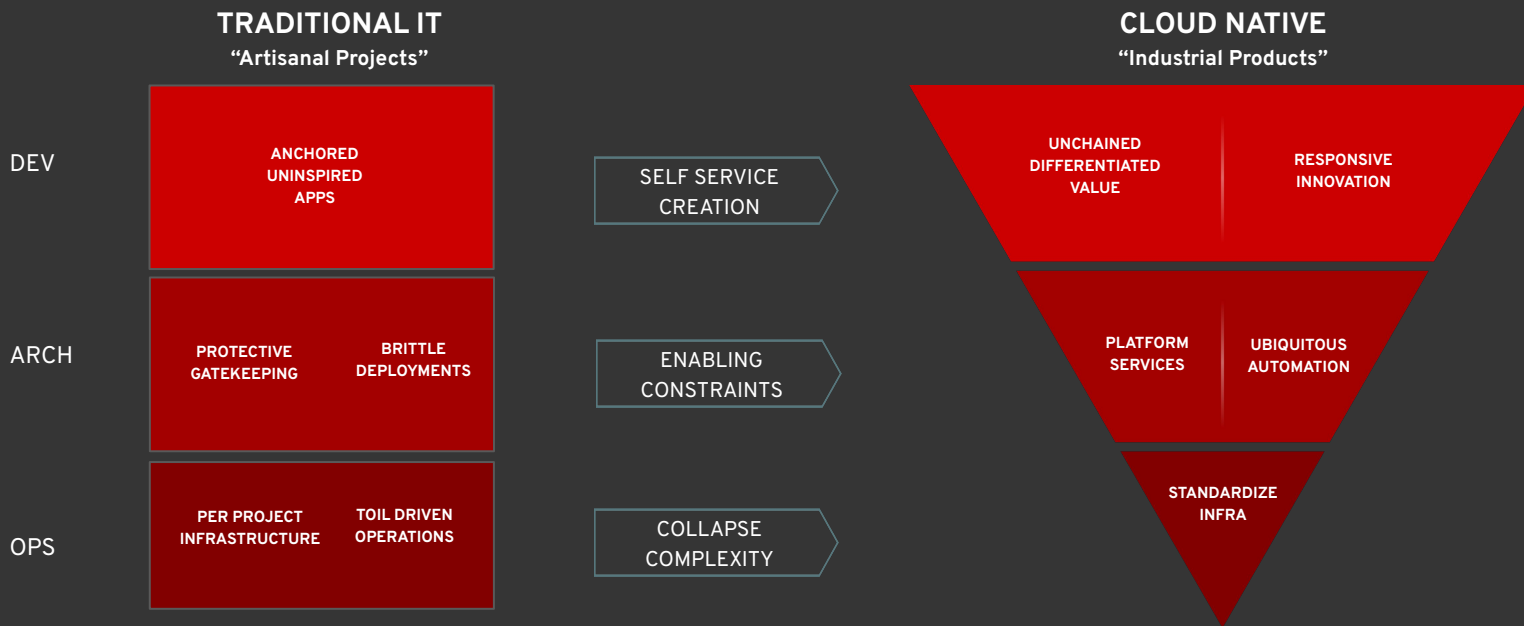 TRADITIONAL IT
“Artisanal Projects”
CLOUD NATIVE
“Industrial Products”
DEV
ANCHORED
UNINSPIRED
APPS
SELF SERVICE
CREATION
UNCHAINED
DIFFERENTIATED
VALUE
RESPONSIVE
INNOVATION
ARCH
PROTECTIVE
GATEKEEPING
BRITTLE
DEPLOYMENTS
ENABLING
CONSTRAINTS
PLATFORM
SERVICES
UBIQUITOUS
AUTOMATION
OPS
PER PROJECT
INFRASTRUCTURE
TOIL DRIVEN
OPERATIONS
COLLAPSE
COMPLEXITY
STANDARDIZE
INFRA